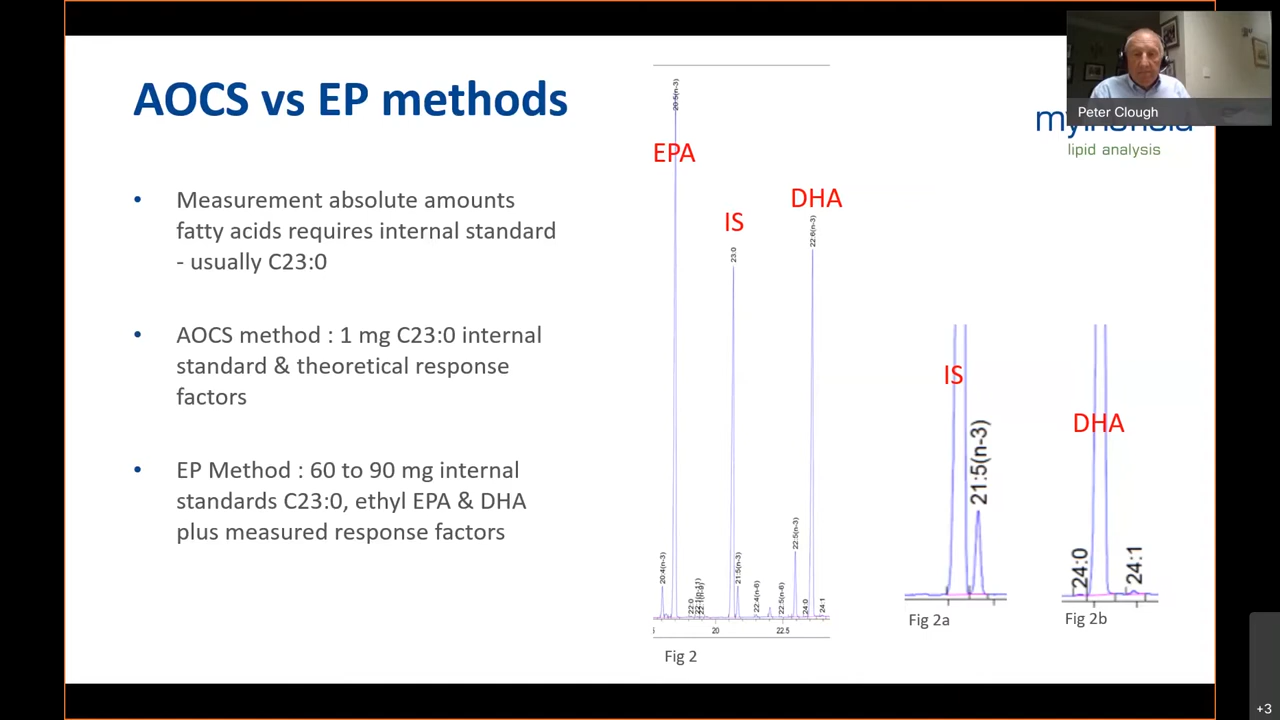 AOCS vs EP methods
Peter Clough
lipid analysis
• Measurement absolute amounts
fatty acids requires internal standard
- usually C23:0
• AOCS method : 1 mg C23:0 internal
standard & theoretical response
factors
• EP Method : 60 to 90 mg internal
standards C23:0, ethyl EPA & DHA
plus measured response factors
20:5(n-3)
EPA
IS
23:0
DHA
22:6(n-3)
20:4(n-3)
22:0
21:5(n-3)
22:4(n-6)
22:5(n-6)
22:5(n-3)
24:0
24:1
20
22.5
Fig 2
IS
21:5(n-3)
Fig 2a
DHA
24:0
24:1
Fig 2b
+3